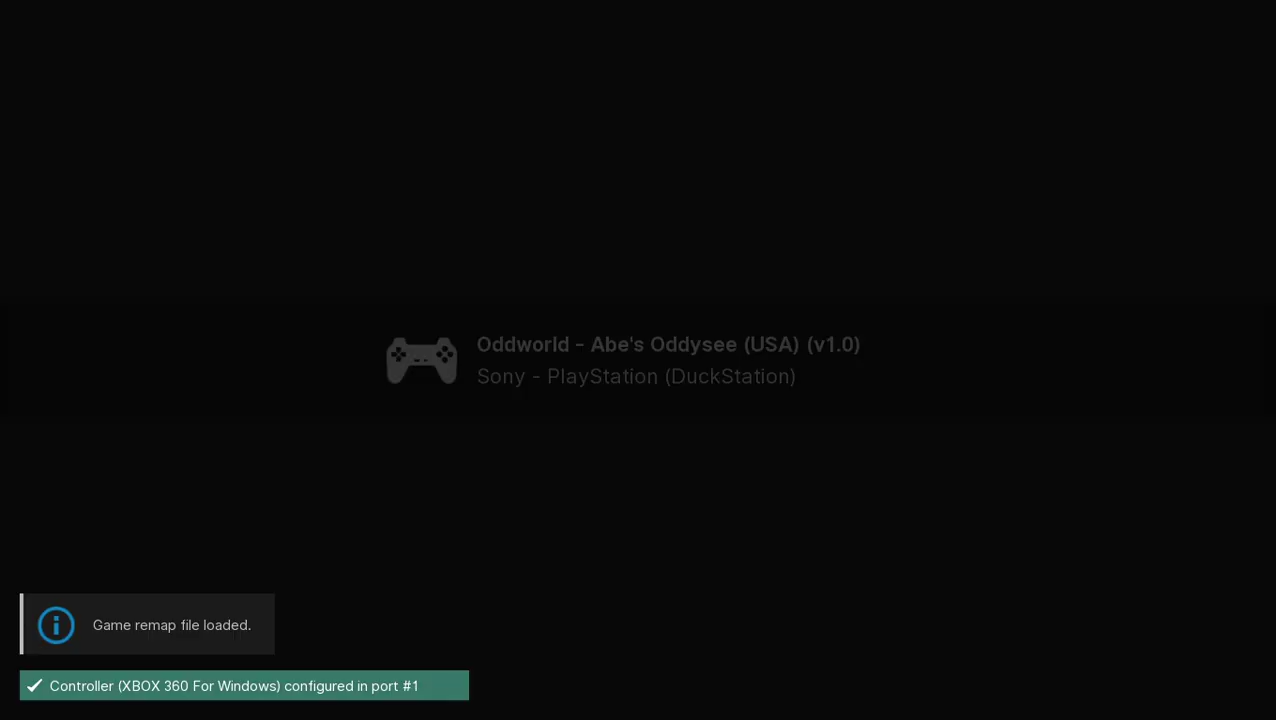 Oddworld - Abe's Oddysee (USA) (v1.0)
Sony - PlayStation (DuckStation)
Game remap file loaded.
Controller (XBOX 360 For Windows) configured in port #1